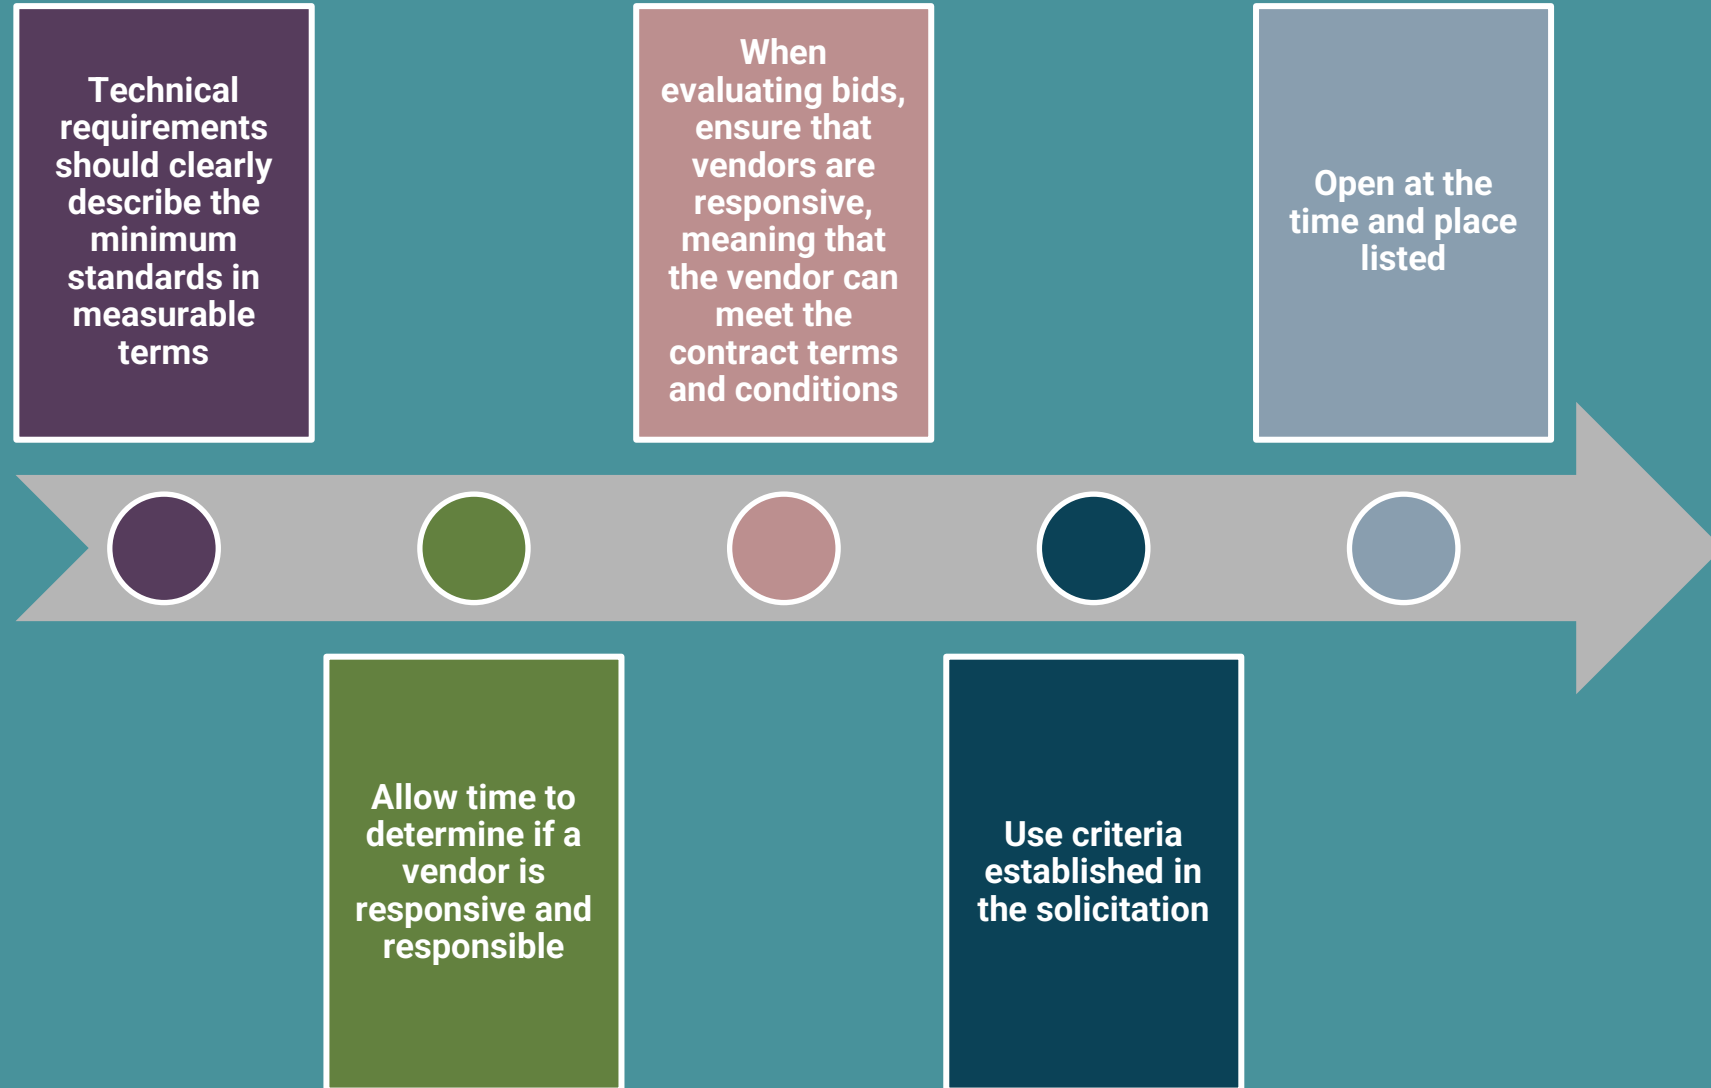 Technical
requirements
should clearly
describe the
minimum
standards in
measurable
terms
Allow time to
determine if a
vendor is
responsive and
responsible
When
evaluating bids,
ensure that
vendors are
responsive,
meaning that
the vendor can
meet the
contract terms
and conditions
Use criteria
established in
the solicitation
Open at the
time and place
listed